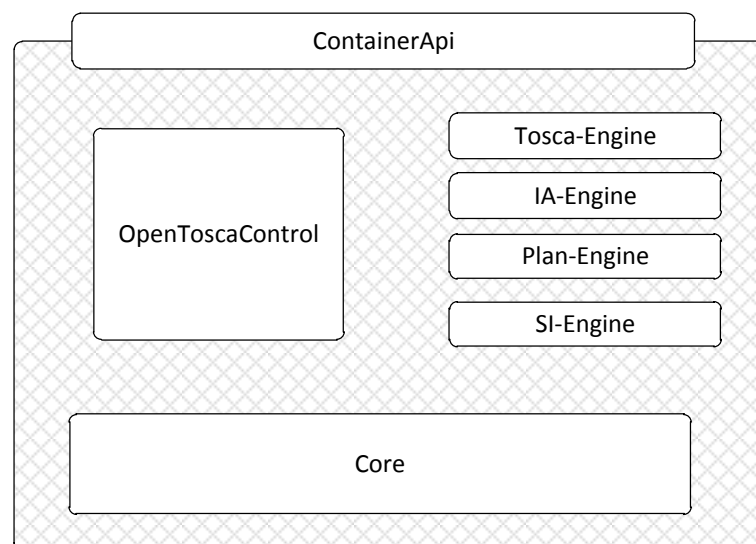 ContainerApi
OpenToscaControl
Tosca-Engine
IA-Engine
Plan-Engine
SI-Engine
Core